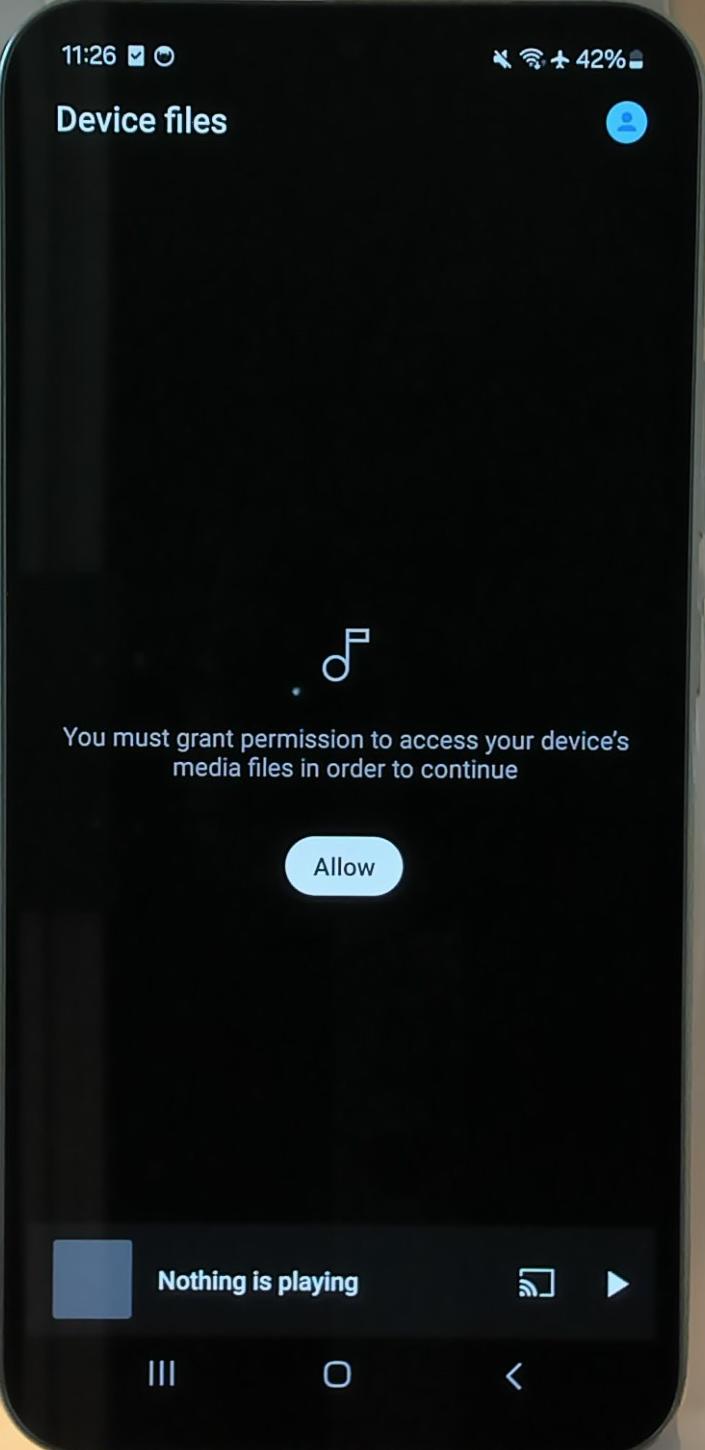 11:26
42%
Device files
You must grant permission to access your device's
media files in order to continue
Allow
Nothing is playing